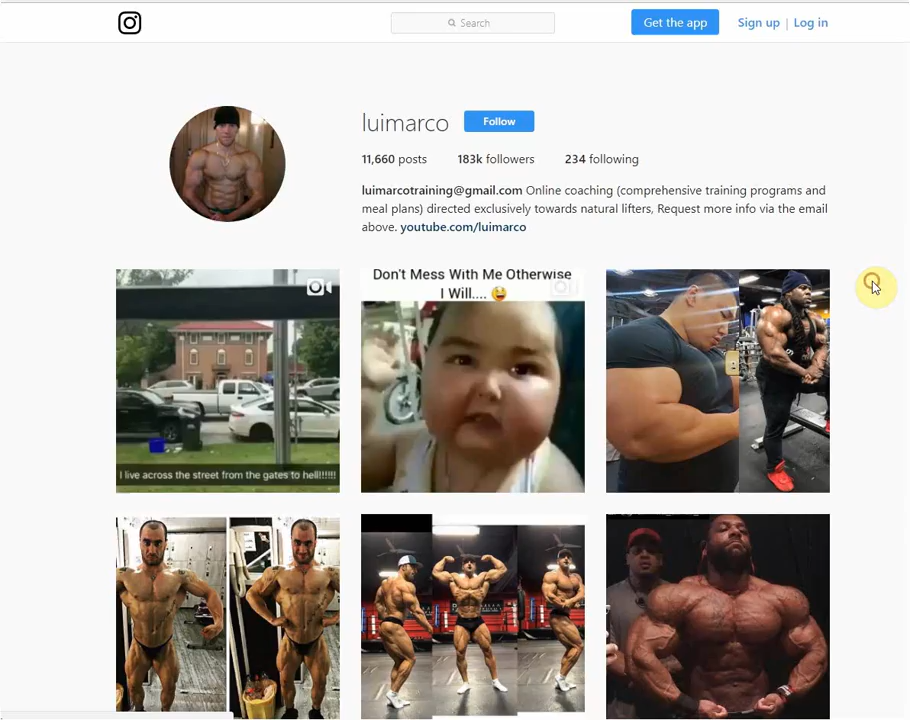 Search
Get the app
Sign up | Log in
luimarco
Follow
11,660 posts 183k followers 234 following
luimarcotraining@gmail.com Online coaching (comprehensive training programs and
meal plans) directed exclusively towards natural lifters, Request more info via the email
above. youtube.com/luimarco
I live across the street from the gates to hell!!!!!!
Don't Mess With Me Otherwise
I Will.... 😄